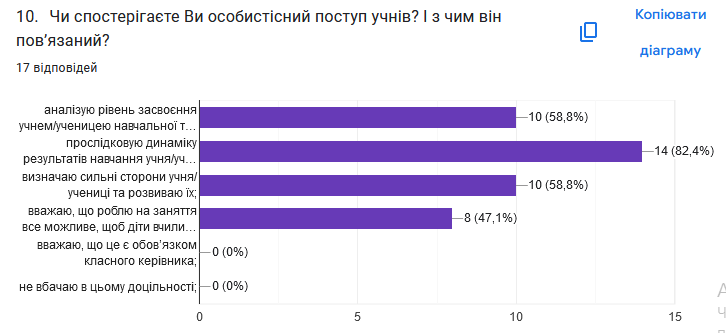 10. Чи спостерігаєте Ви особистісний поступ учнів? І з чим він
пов’язаний?
Копіювати
діаграму
17 відповідей
аналізую рівень засвоєння
учнем/ученицею навчальної т…
10 (58,8%)
прослідковую динаміку
результатів навчання учня/уч…
14 (82,4%)
визначаю сильні сторони учня/
учениці та розвиваю їх;
10 (58,8%)
вважаю, що роблю на заняття
все можливе, щоб діти вчили…
8 (47,1%)
вважаю, що це є обов’язком
класного керівника;
0 (0%)
не вбачаю в цьому доцільності;
0 (0%)
0 5 10 15